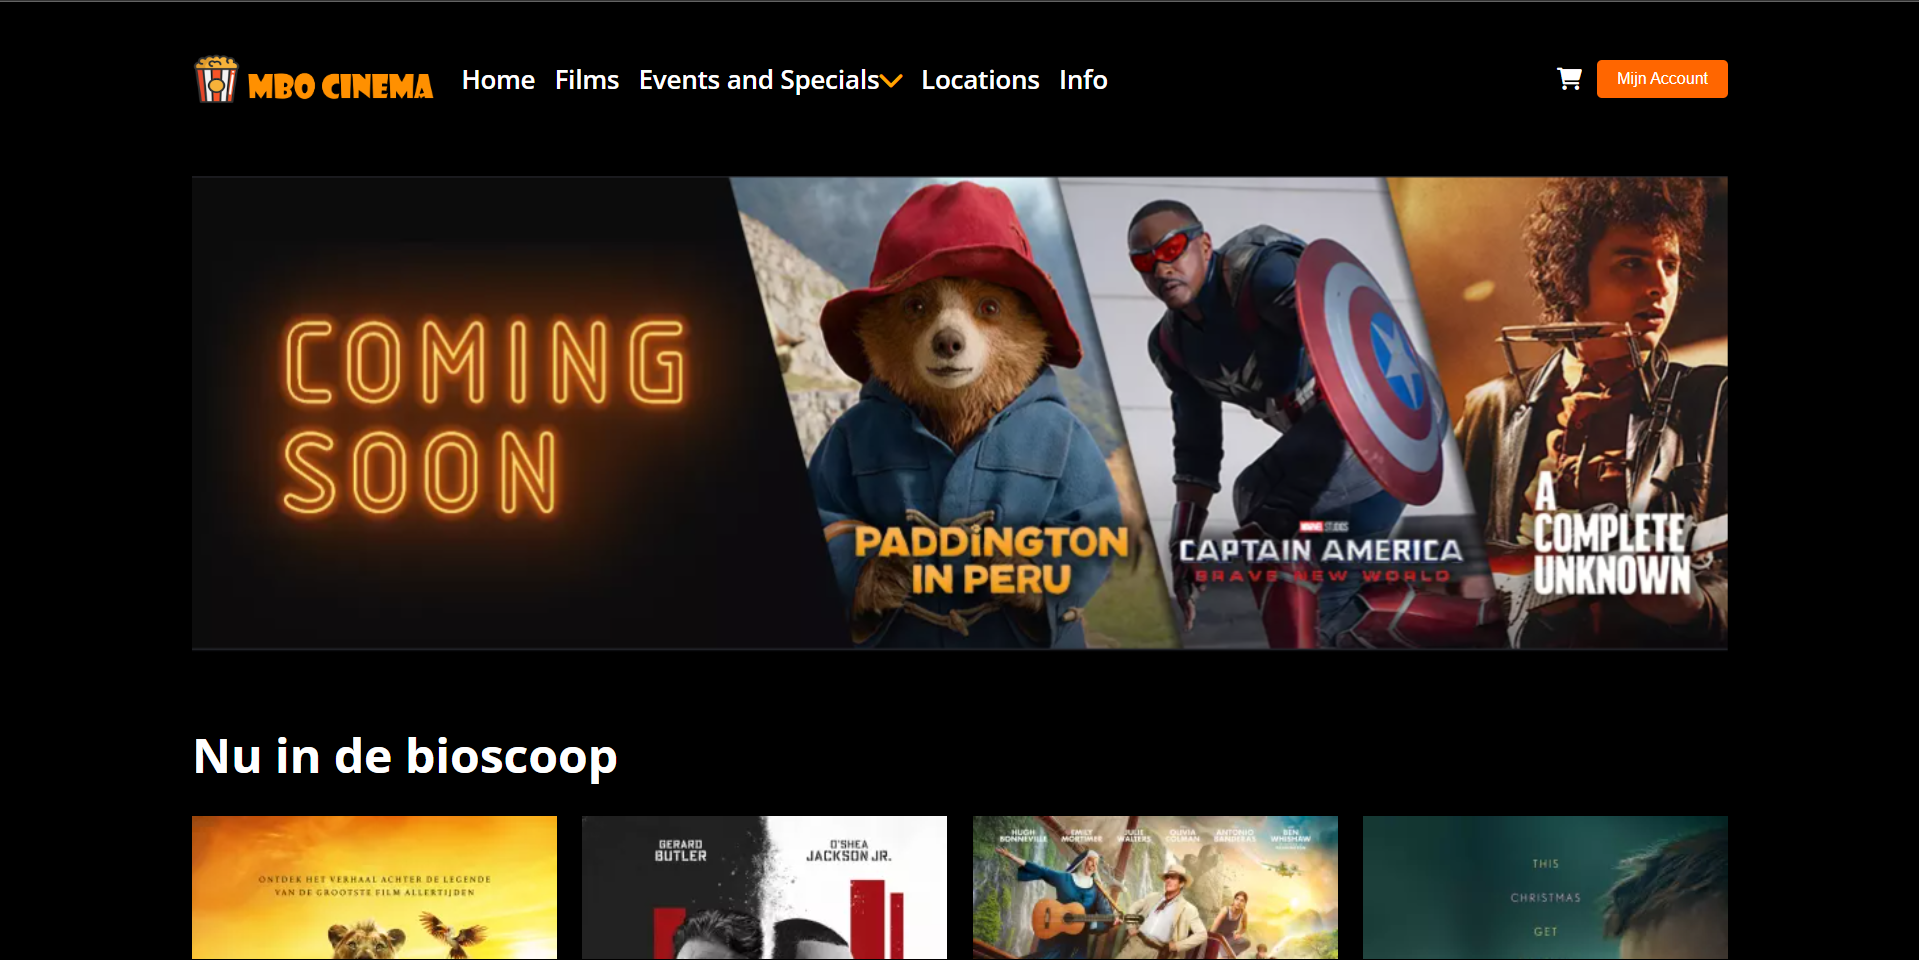 MBO CINEMA
Home Films Events and Specials Locations Info
Mijn Account
COMING
SOON
PADDiNGTON
IN PERU
MARVEL STUDIOS
CAPTAIN AMERICA
BRAVE NEW WORLD
A
COMPLETE
UNKNOWN
Nu in de bioscoop
ONTDEK HET VERHAAL ACHTER DE LEGENDE
VAN DE GROOTSTE FILM ALLERTIJDEN
GERARD
BUTLER
O'SHEA
JACKSON JR.
HUGH
BONNEVILLE
EMILY
MORTIMER
JULIE
WALTERS
OLIVIA
COLMAN
ANTONIO
BANDERAS
BEN
WHISHAW
THIS
CHRISTMAS
GET